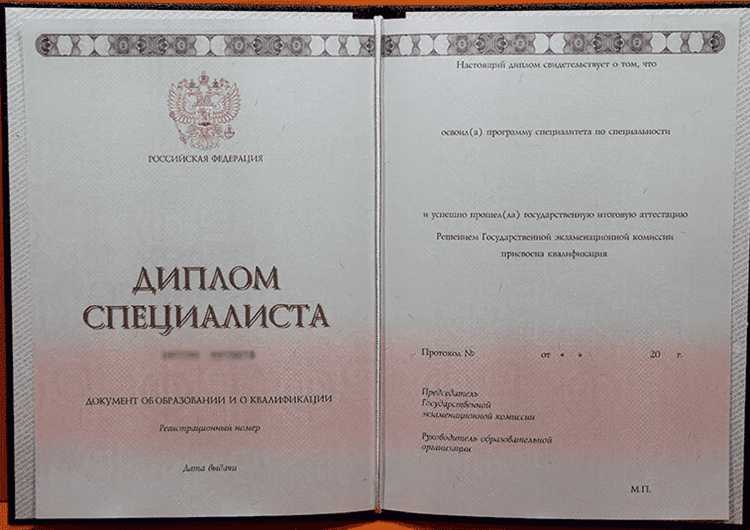 РОССИЙСКАЯ ФЕДЕРАЦИЯ
ДИПЛОМ
СПЕЦИАЛИСТА
ДОКУМЕНТ ОБ ОБРАЗОВАНИИ И О КВАЛИФИКАЦИИ
Регистрационный номер
Дата выдачи
Настоящий диплом свидетельствует о том, что
освоил(а) программу специалитета по специальности
и успешно прошел(ла) государственную итоговую аттестацию
Решением Государственной экзаменационной комиссии
присвоена квалификация
Протокол № от « » 20 г.
Председатель
Государственной
экзаменационной комиссии
Руководитель образовательной
организации
М.П.